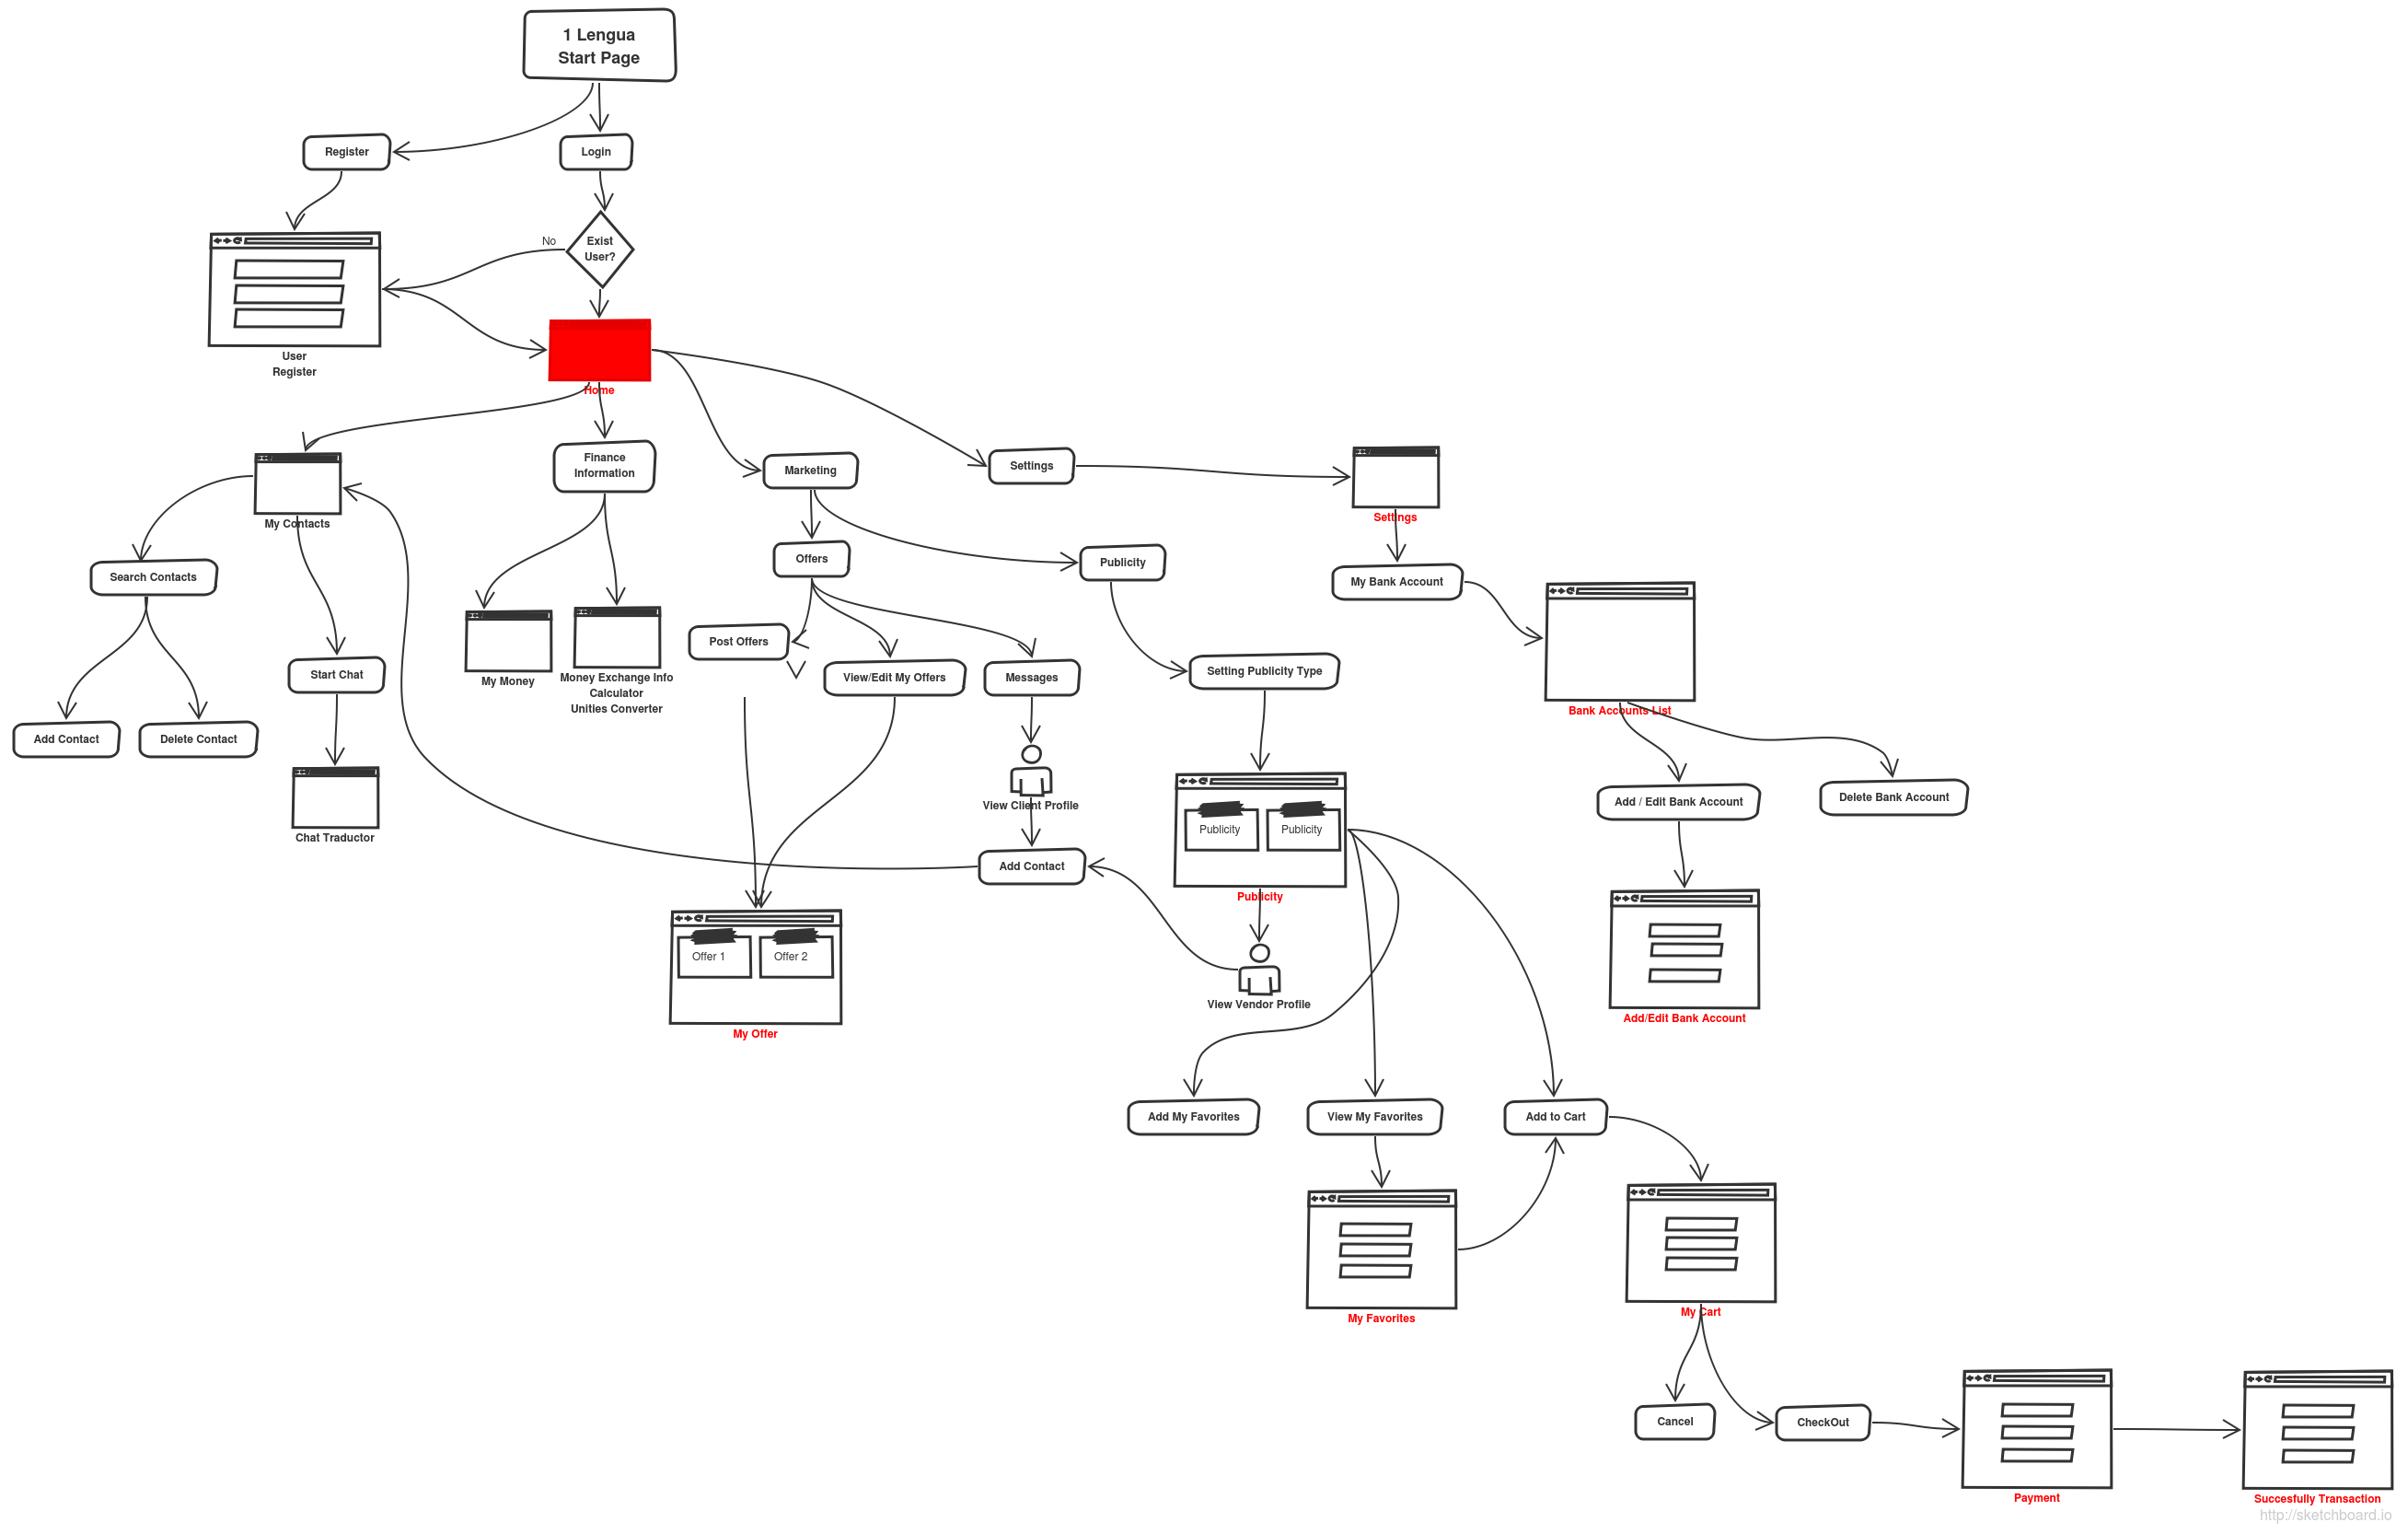 1 Lengua
Start Page
Register
Login
No
Exist
User?
User
Register
Home
My Contacts
Finance
Information
Marketing
Settings
Settings
Search Contacts
Offers
Publicity
My Bank Account
Start Chat
My Money
Money Exchange Info
Calculator
Unities Converter
Post Offers
View/Edit My Offers
Messages
Setting Publicity Type
Bank Accounts List
Add Contact
Delete Contact
Chat Traductor
View Client Profile
Publicity
Publicity
Publicity
Add / Edit Bank Account
Delete Bank Account
Add Contact
Offer 1
Offer 2
My Offer
View Vendor Profile
Add/Edit Bank Account
Add My Favorites
View My Favorites
Add to Cart
My Favorites
My Cart
Cancel
CheckOut
Payment
Succesfully Transaction
http://sketchboard.io